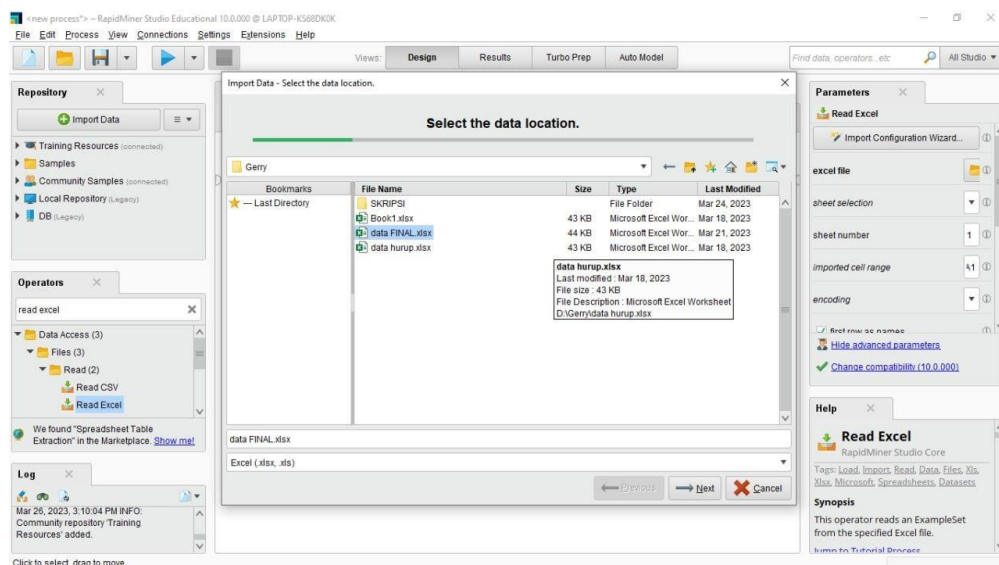 <new process*> – RapidMiner Studio Educational 10.0.000 @ LAPTOP-KS68DK0K
File Edit Process View Connections Settings Extensions Help
Views: Design Results Turbo Prep Auto Model
Find data, operators...etc
All Studio
Repository
Import Data
Training Resources (connected)
Samples
Community Samples (connected)
Local Repository (Legacy)
DB (Legacy)
Operators
read excel
Data Access (3)
Files (3)
Read (2)
Read CSV
Read Excel
We found "Spreadsheet Table
Extraction" in the Marketplace. Show me!
Log
Mar 26, 2023, 3:10:04 PM INFO:
Community repository 'Training
Resources' added.
Click to select, drag to move.
Import Data - Select the data location.
Select the data location.
Gerry
Bookmarks
--- Last Directory
File Name Size Type Last Modified
SKRIPSI File Folder Mar 24, 2023
Book1.xlsx 43 KB Microsoft Excel Wor... Mar 18, 2023
data FINAL.xlsx 44 KB Microsoft Excel Wor... Mar 21, 2023
data hurup.xlsx 43 KB Microsoft Excel Wor... Mar 18, 2023
data hurup.xlsx
Last modified : Mar 18, 2023
File size : 43 KB
File Description : Microsoft Excel Worksheet
D:\Gerry\data hurup.xlsx
data FINAL.xlsx
Excel (.xlsx, .xls)
Previous Next Cancel
Parameters
Read Excel
Import Configuration Wizard...
excel file
sheet selection
sheet number 1
imported cell range
encoding
first row as names
Hide advanced parameters
Change compatibility (10.0.000)
Help
Read Excel
RapidMiner Studio Core
Tags: Load, Import, Read, Data, Files, Xls,
Xlsx, Microsoft, Spreadsheets, Datasets
Synopsis
This operator reads an ExampleSet
from the specified Excel file.
Jump to Tutorial Process